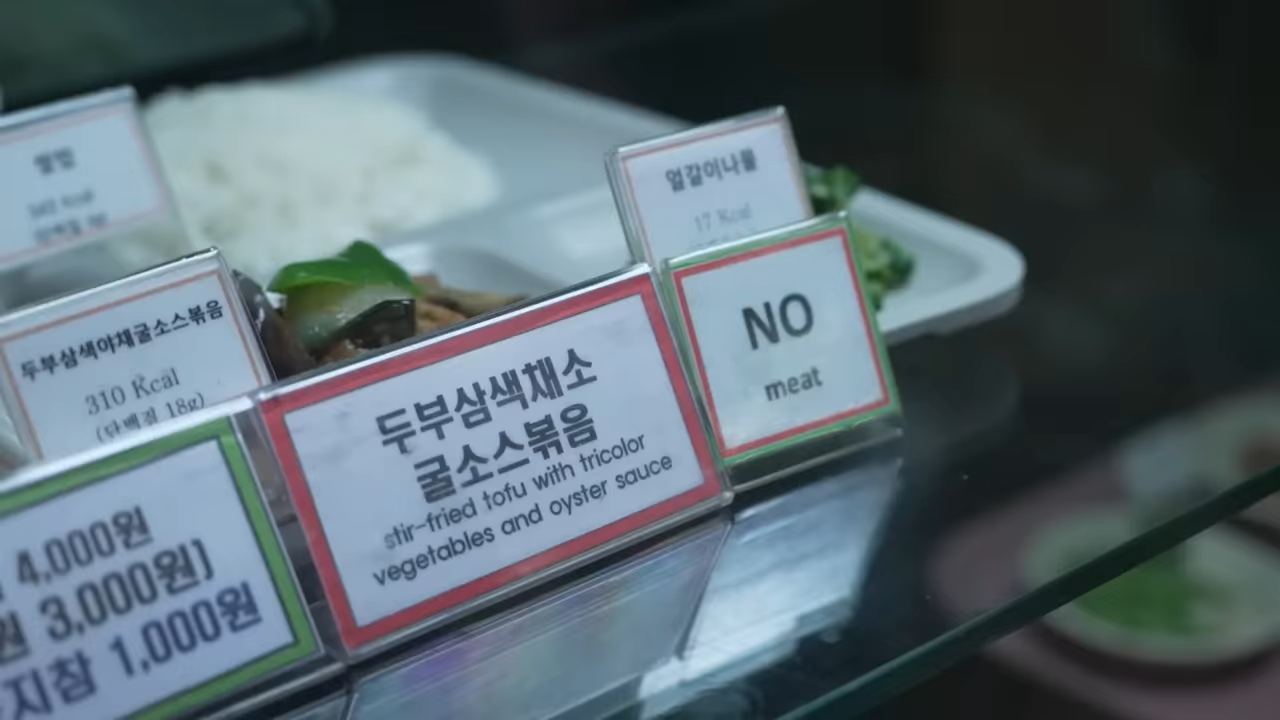 쌀밥
얼갈이나물
17 Kcal
두부삼색야채굴소스볶음
310 Kcal
(단백질 18g)
NO
meat
두부삼색채소
굴소스볶음
stir-fried tofu with tricolor
vegetables and oyster sauce
4,000원
3,000원)
지참 1,000원